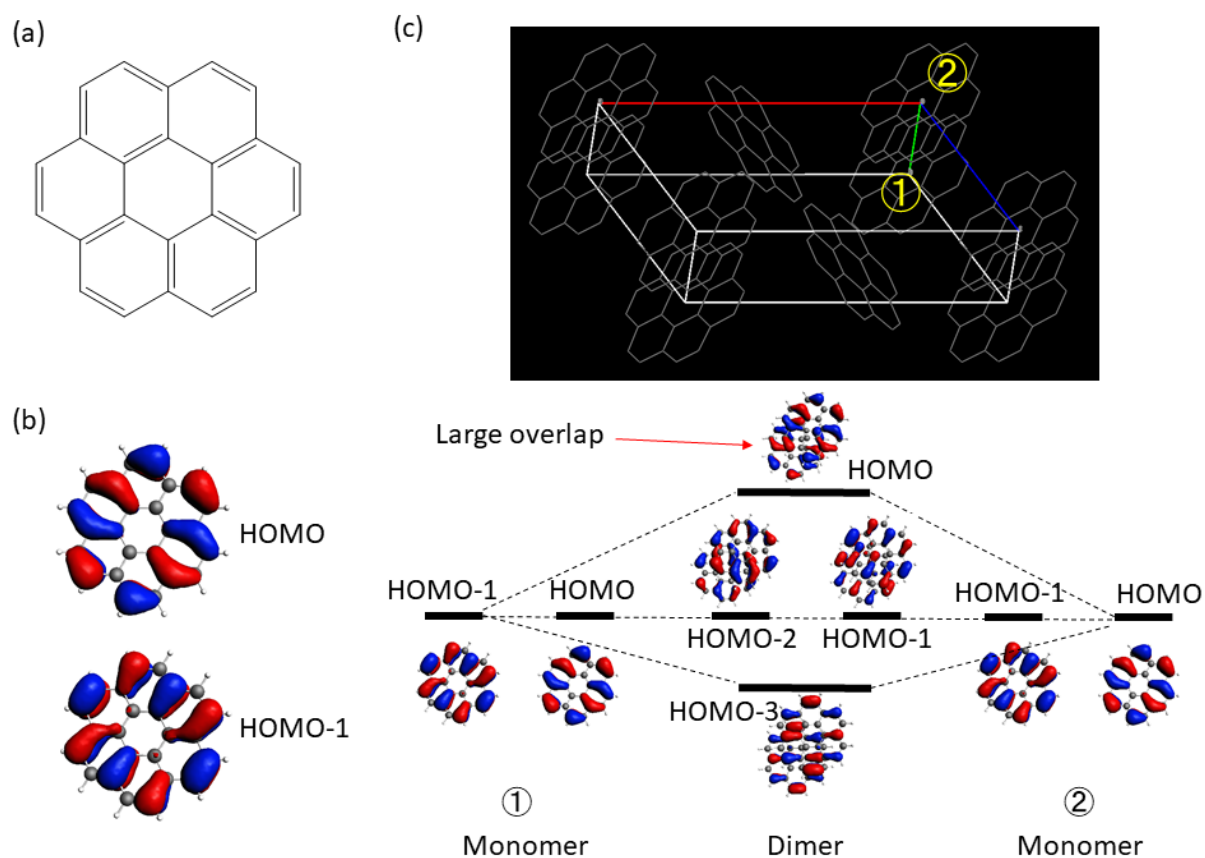 (a)
(c)
②
①
(b)
HOMO
HOMO-1
Large overlap
HOMO
HOMO-1
HOMO
HOMO-2
HOMO-1
HOMO-1
HOMO
HOMO-3
①
②
Monomer
Dimer
Monomer